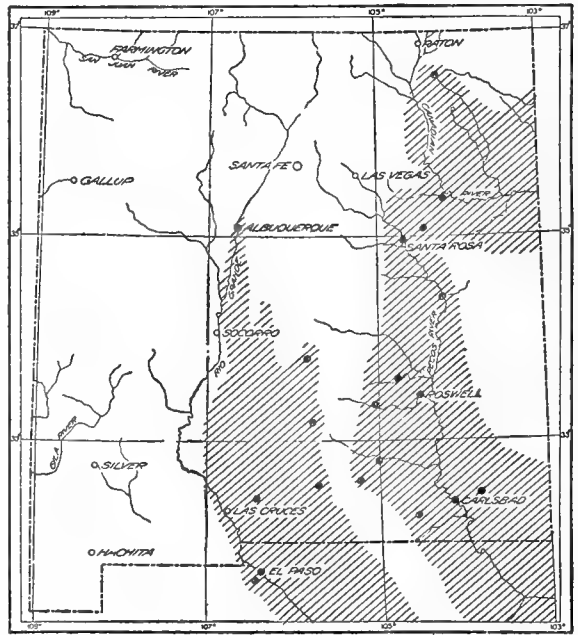 109° 107° 105° 103°
37° 37°
RATON
FARMINGTON
SAN JUAN RIVER
CANADIAN
RIVER
SANTA FE
LAS VEGAS
GALLUP
ALBUQUERQUE
35° 35°
SANTA ROSA
GRANDE
SOCORRO
PECOS RIVER
RIO
ROSWELL
33° 33°
GILA RIVER
SILVER
CARLSBAD
LAS CRUCES
HACHITA
EL PASO
109° 107° 105° 103°